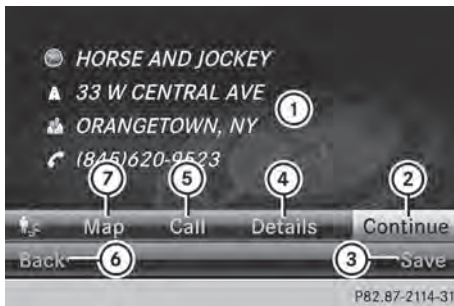 HORSE AND JOCKEY
33 W CENTRAL AVE
1
ORANGETOWN, NY
(845)620-9523
7 5 4 2
Map Call Details Continue
Back 6 3 Save
P82.87-2114-31